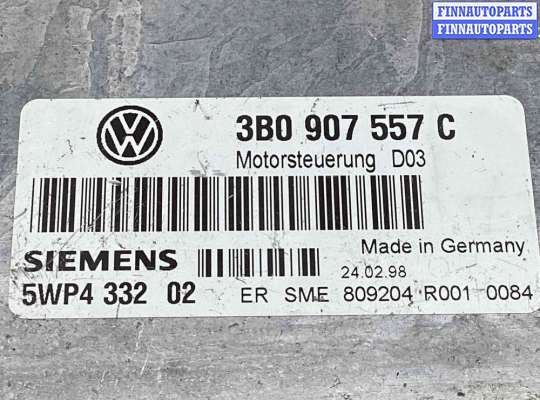 FINNAUTOPARTS
FINNAUTOPARTS
3B0 907 557 C
Motorsteuerung D03
Made in Germany
SIEMENS
24.02.98
5WP4 332 02 ER SME 809204 R001 0084